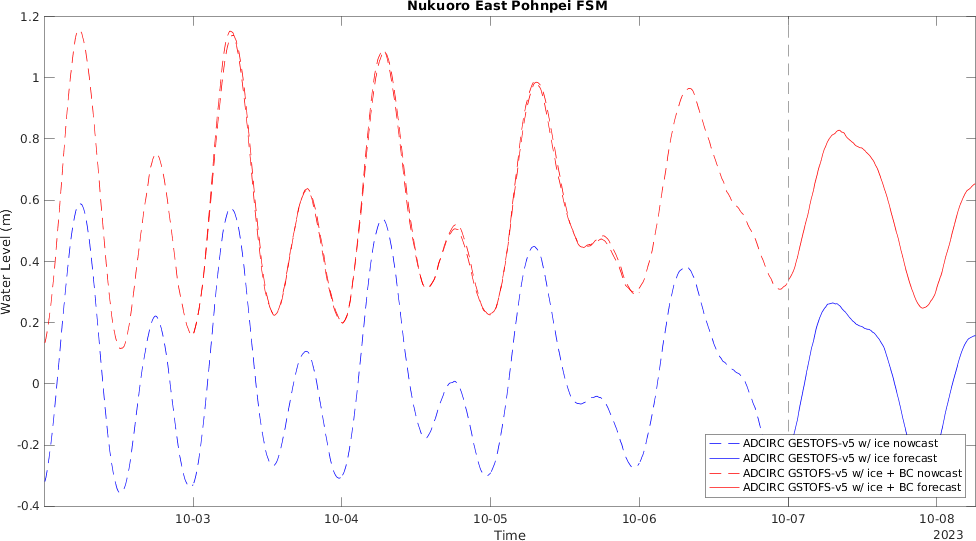 Nukuoro East Pohnpei FSM
1.2
1
0.8
0.6
0.4
0.2
0
-0.2
-0.4
Water Level (m)
ADCIRC GESTOFS-v5 w/ ice nowcast
ADCIRC GESTOFS-v5 w/ ice forecast
ADCIRC GSTOFS-v5 w/ ice + BC nowcast
ADCIRC GSTOFS-v5 w/ ice + BC forecast
10-03 10-04 10-05 10-06 10-07 10-08
Time
2023